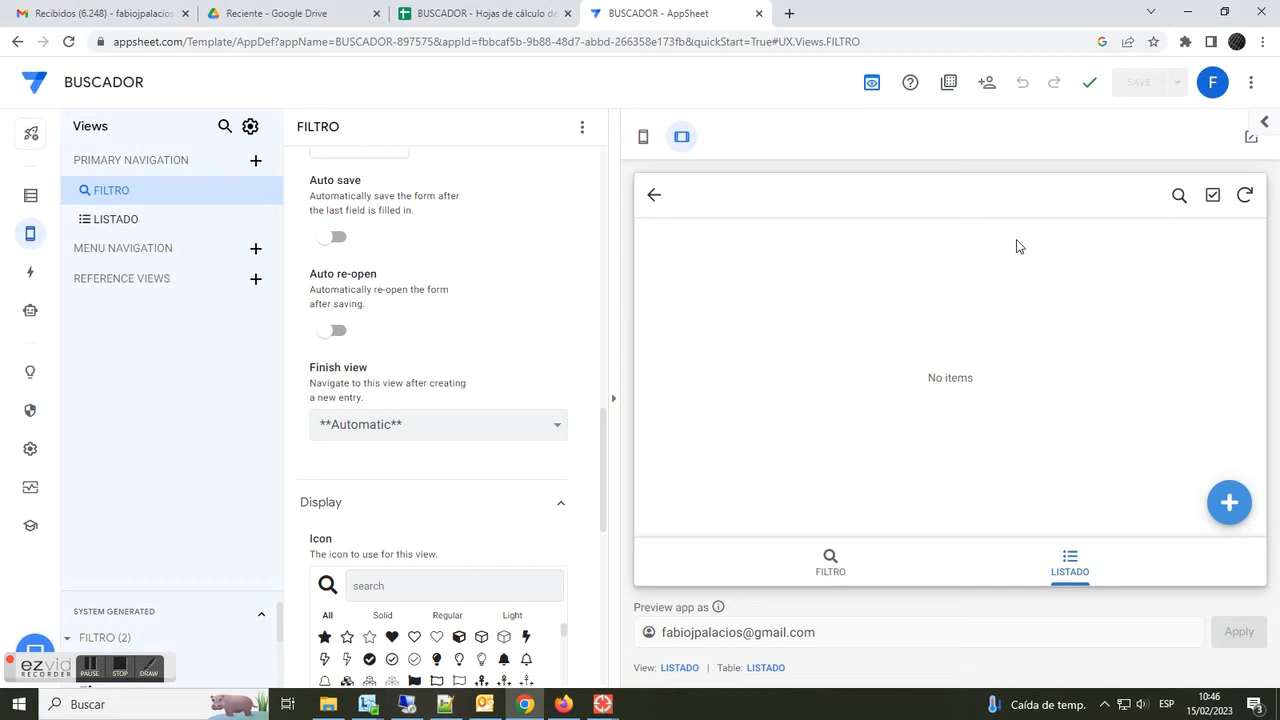 Recibidos (6.248) - fabiojpalacios
Reciente - Google Drive
BUSCADOR - Hojas de cálculo de
BUSCADOR - AppSheet
appsheet.com/Template/AppDef?appName=BUSCADOR-897575&appId=fbbcaf5b-9b88-48d7-abbd-266358e173fb&quickStart=True#UX.Views.FILTRO
BUSCADOR
SAVE
F
Views
FILTRO
PRIMARY NAVIGATION
FILTRO
LISTADO
MENU NAVIGATION
REFERENCE VIEWS
SYSTEM GENERATED
FILTRO (2)
Auto save
Automatically save the form after
the last field is filled in.
Auto re-open
Automatically re-open the form
after saving.
Finish view
Navigate to this view after creating
a new entry.
**Automatic**
Display
Icon
The icon to use for this view.
search
All Solid Regular Light
No items
FILTRO
LISTADO
Preview app as
fabiojpalacios@gmail.com
Apply
View: LISTADO | Table: LISTADO
ezvid
RECORDER
PAUSE STOP DRAW
Buscar
Caída de temp.
ESP
10:46
15/02/2023
3